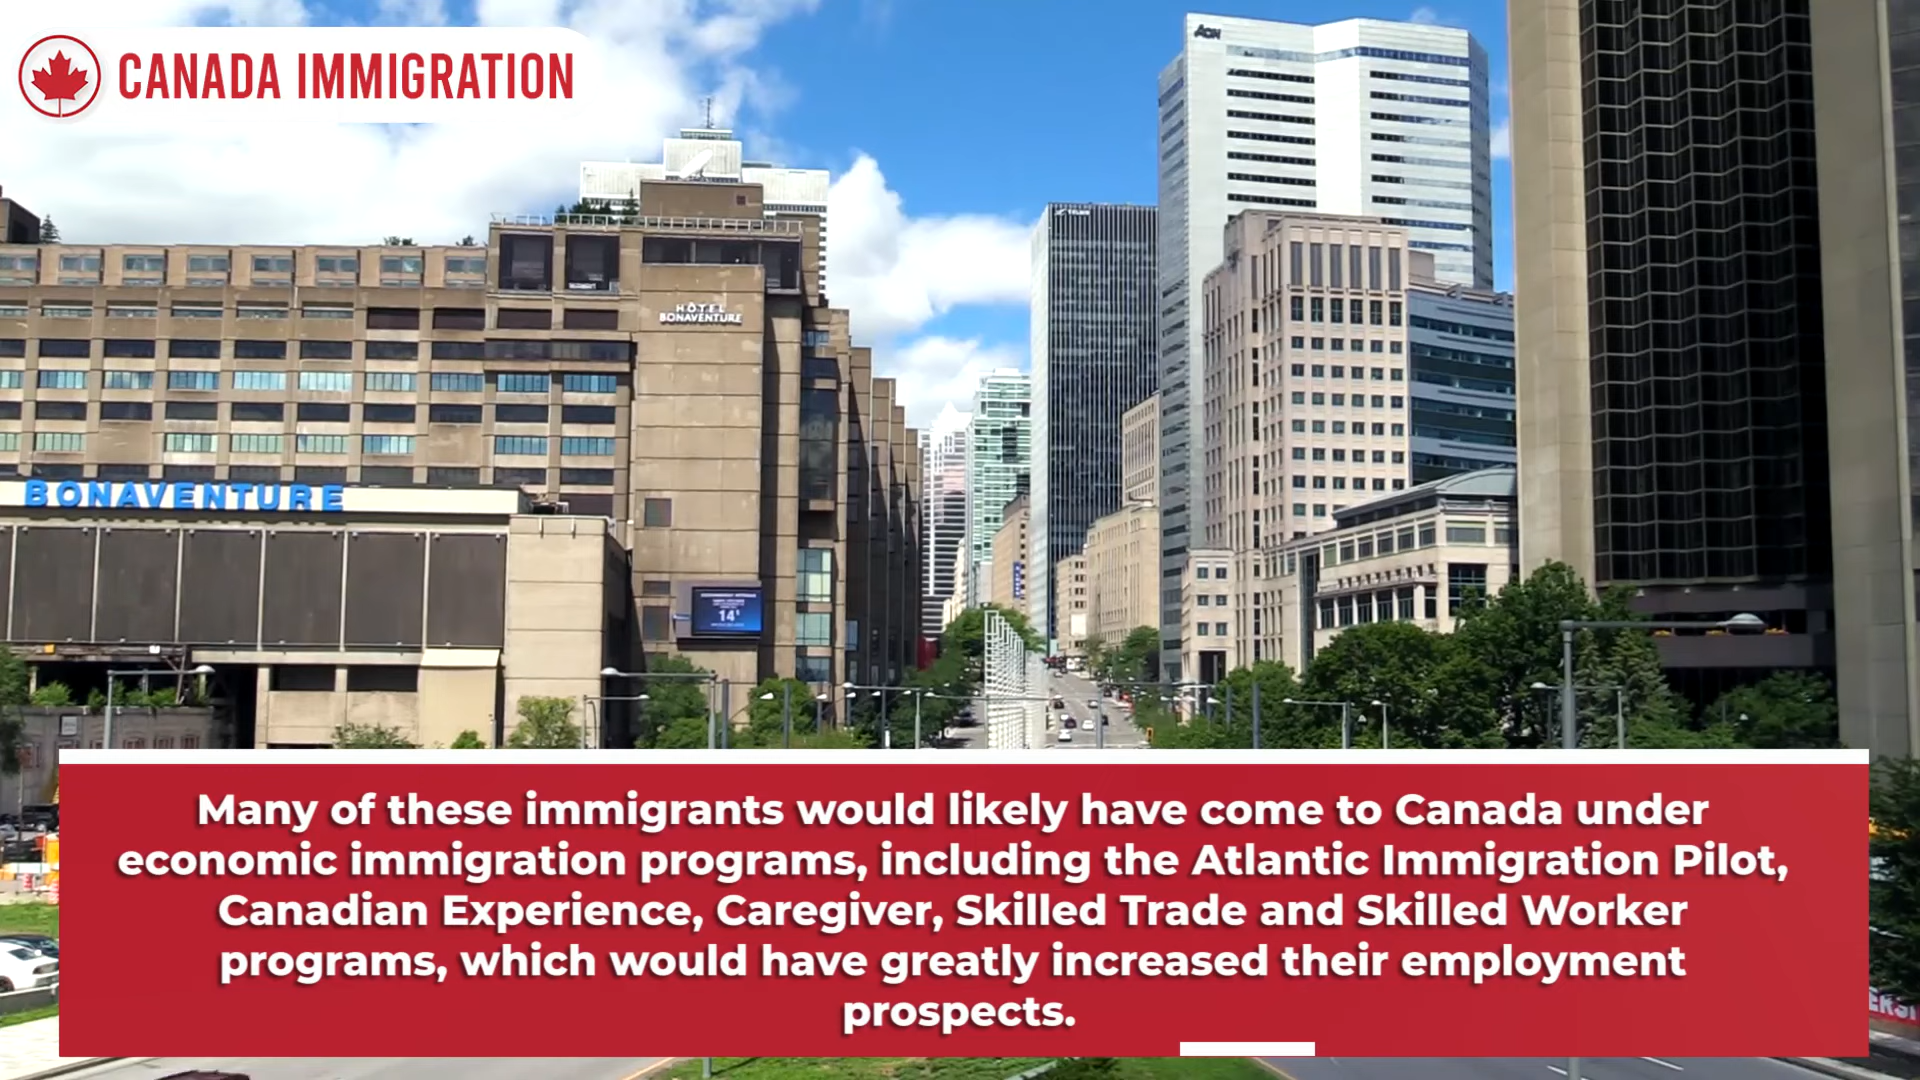 CANADA IMMIGRATION
AON
TELUS
HÔTEL
BONAVENTURE
BONAVENTURE
14°
Many of these immigrants would likely have come to Canada under
economic immigration programs, including the Atlantic Immigration Pilot,
Canadian Experience, Caregiver, Skilled Trade and Skilled Worker
programs, which would have greatly increased their employment
prospects.